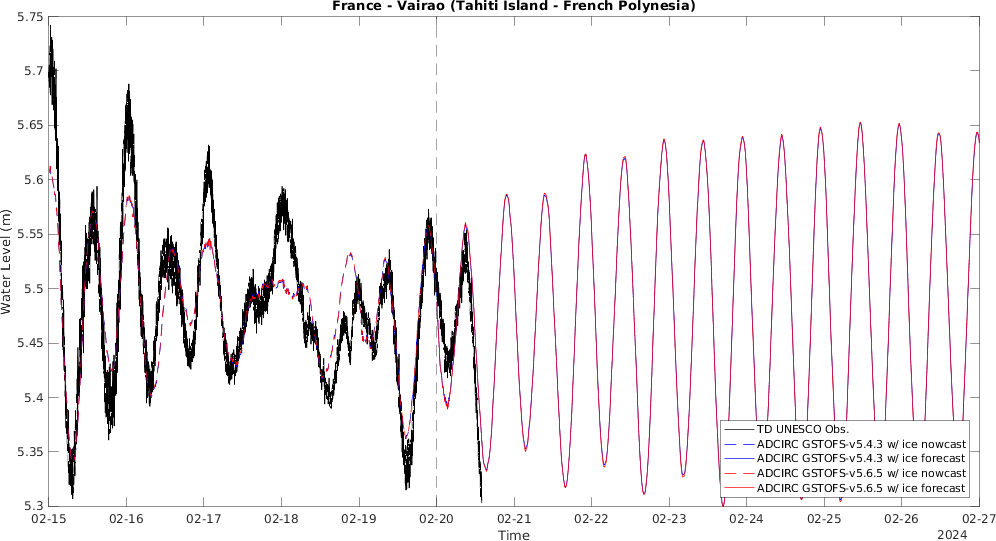 France - Vairao (Tahiti Island - French Polynesia)
Water Level (m)
5.75
5.7
5.65
5.6
5.55
5.5
5.45
5.4
5.35
5.3
TD UNESCO Obs.
ADCIRC GSTOFS-v5.4.3 w/ ice nowcast
ADCIRC GSTOFS-v5.4.3 w/ ice forecast
ADCIRC GSTOFS-v5.6.5 w/ ice nowcast
ADCIRC GSTOFS-v5.6.5 w/ ice forecast
02-15 02-16 02-17 02-18 02-19 02-20 02-21 02-22 02-23 02-24 02-25 02-26 02-27
Time
2024